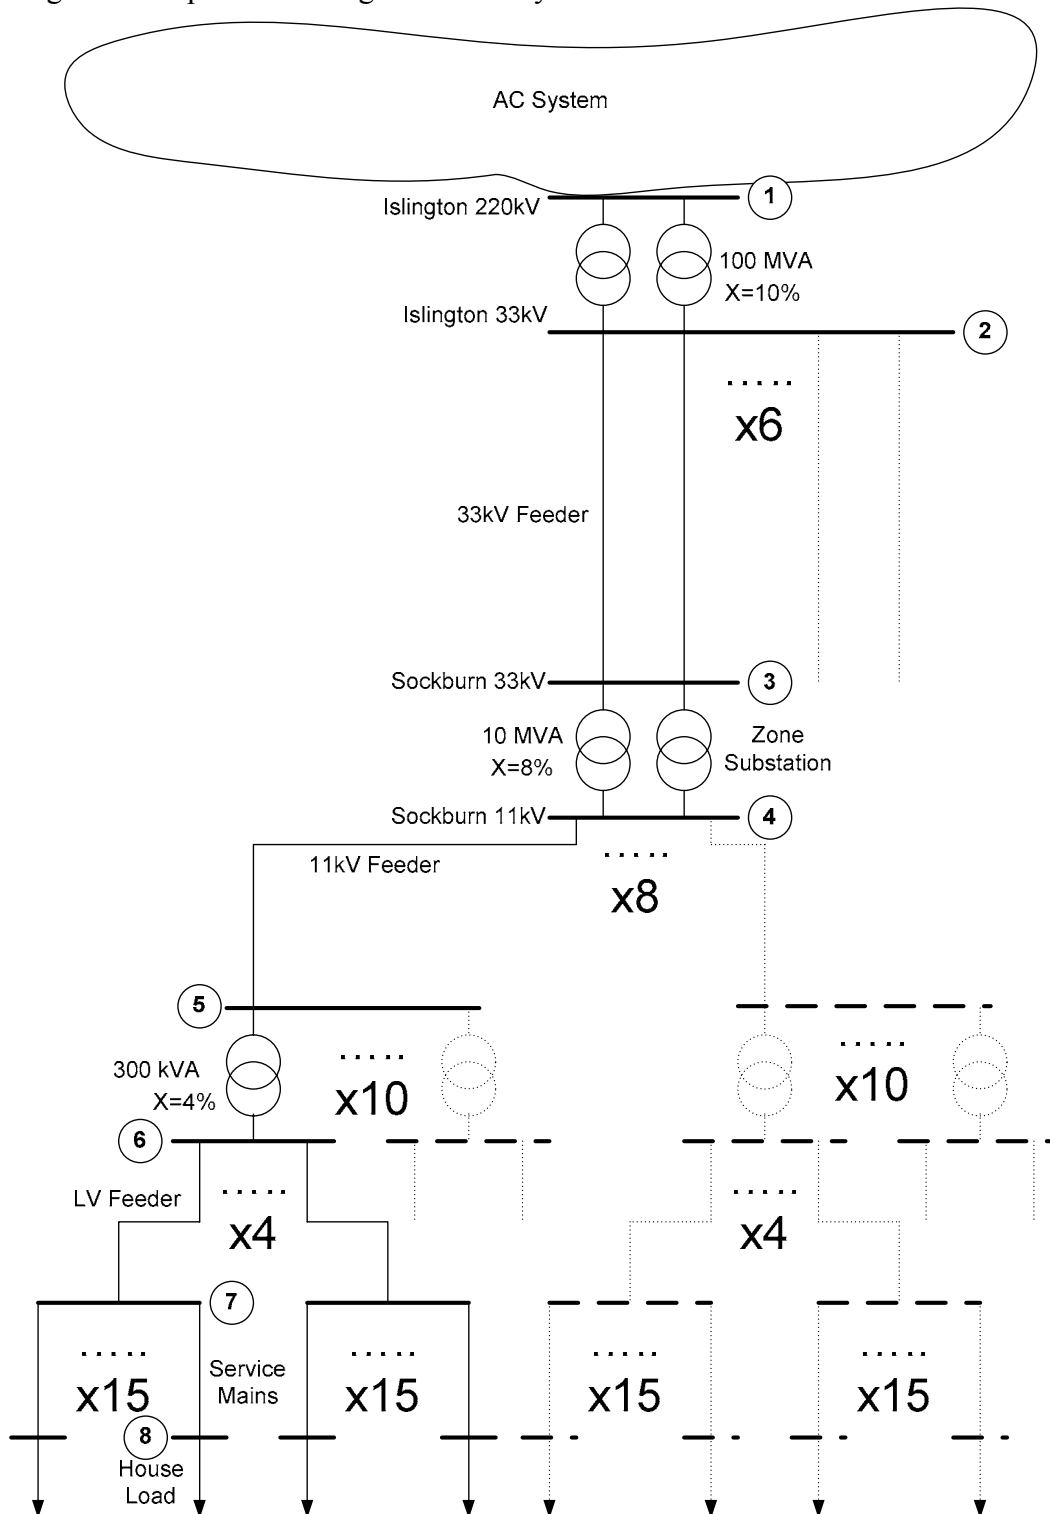 AC System
1
Islington 220kV
100 MVA
X=10%
Islington 33kV
2
.....
x6
33kV Feeder
Sockburn 33kV
3
10 MVA
X=8%
Zone
Substation
Sockburn 11kV
4
11kV Feeder
.....
x8
5
300 kVA
X=4%
.....
x10
.....
x10
6
LV Feeder
.....
x4
.....
x4
7
.....
x15
Service
Mains
.....
x15
.....
x15
.....
x15
8
House
Load